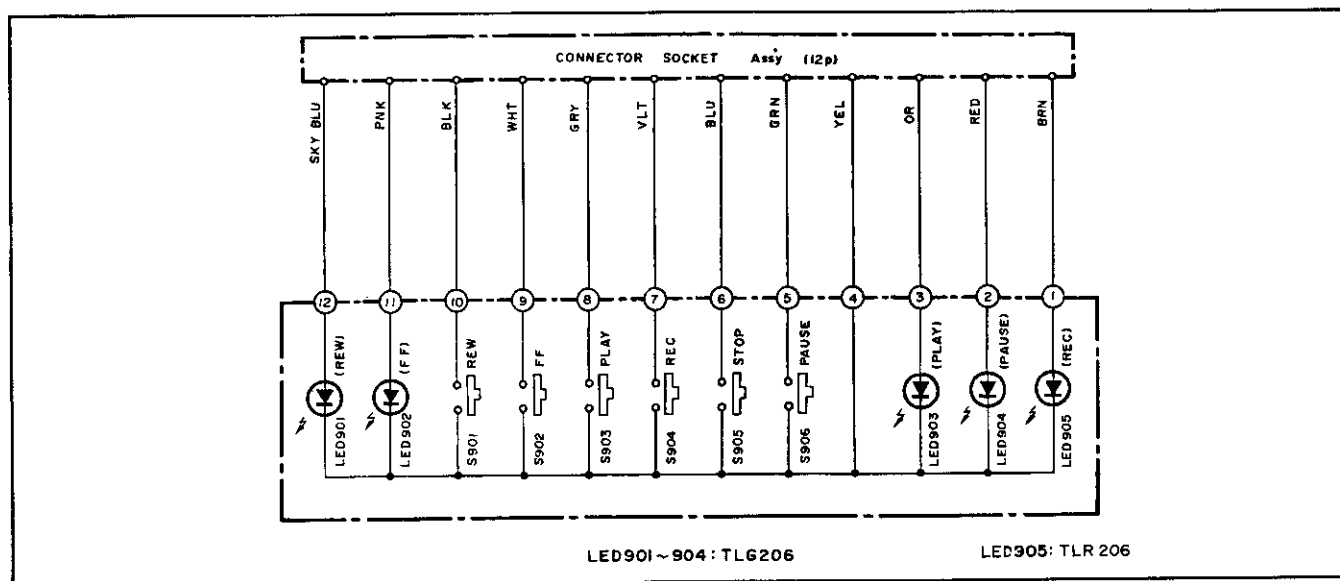 CONNECTOR SOCKET Assy (12p)
SKY BLU
PNK
BLK
WHT
GRY
VLT
BLU
GRN
YEL
OR
RED
BRN
12
11
10
9
8
7
6
5
4
3
2
1
(REW)
(FF)
REW
FF
PLAY
REC
STOP
PAUSE
(PLAY)
(PAUSE)
(REC)
LED901
LED902
S901
S902
S903
S904
S905
S906
LED903
LED904
LED905
LED901~904: TLG206
LED905: TLR 206